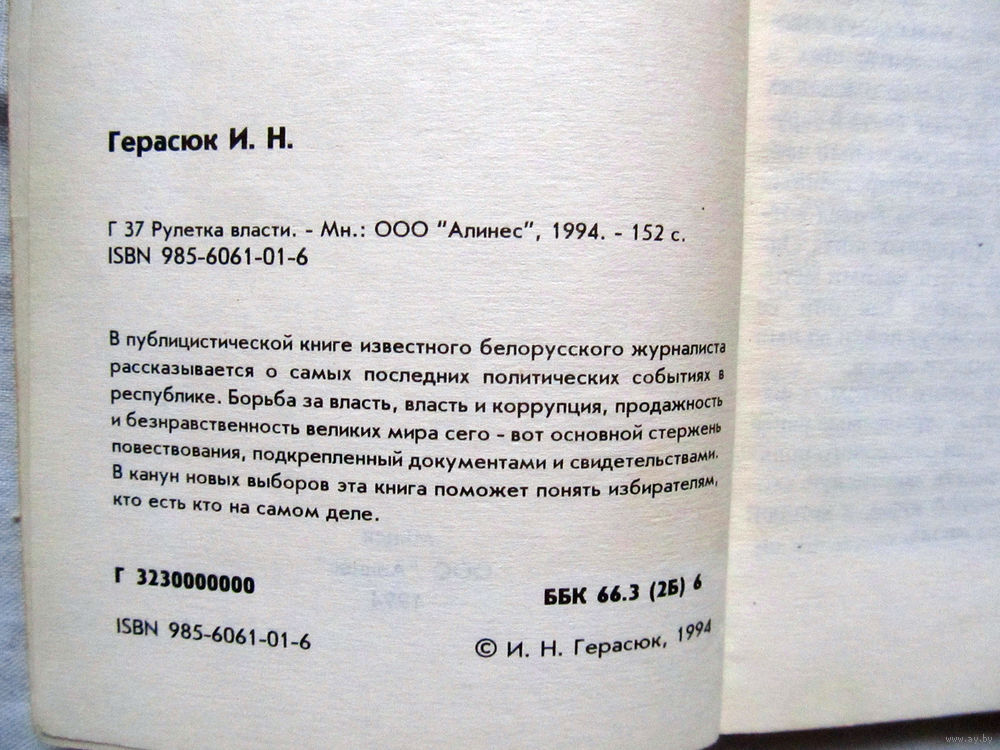 Герасюк И. Н.
Г 37 Рулетка власти. - Мн.: ООО "Алинес", 1994. - 152 с.
ISBN 985-6061-01-6
В публицистической книге известного белорусского журналиста
рассказывается о самых последних политических событиях в
республике. Борьба за власть, власть и коррупция, продажность
и безнравственность великих мира сего - вот основной стержень
повествования, подкрепленный документами и свидетельствами.
В канун новых выборов эта книга поможет понять избирателям,
кто есть кто на самом деле.
Г 3230000000
ББК 66.3 (2Б) 6
ISBN 985-6061-01-6
© И. Н. Герасюк, 1994
www.ay.by